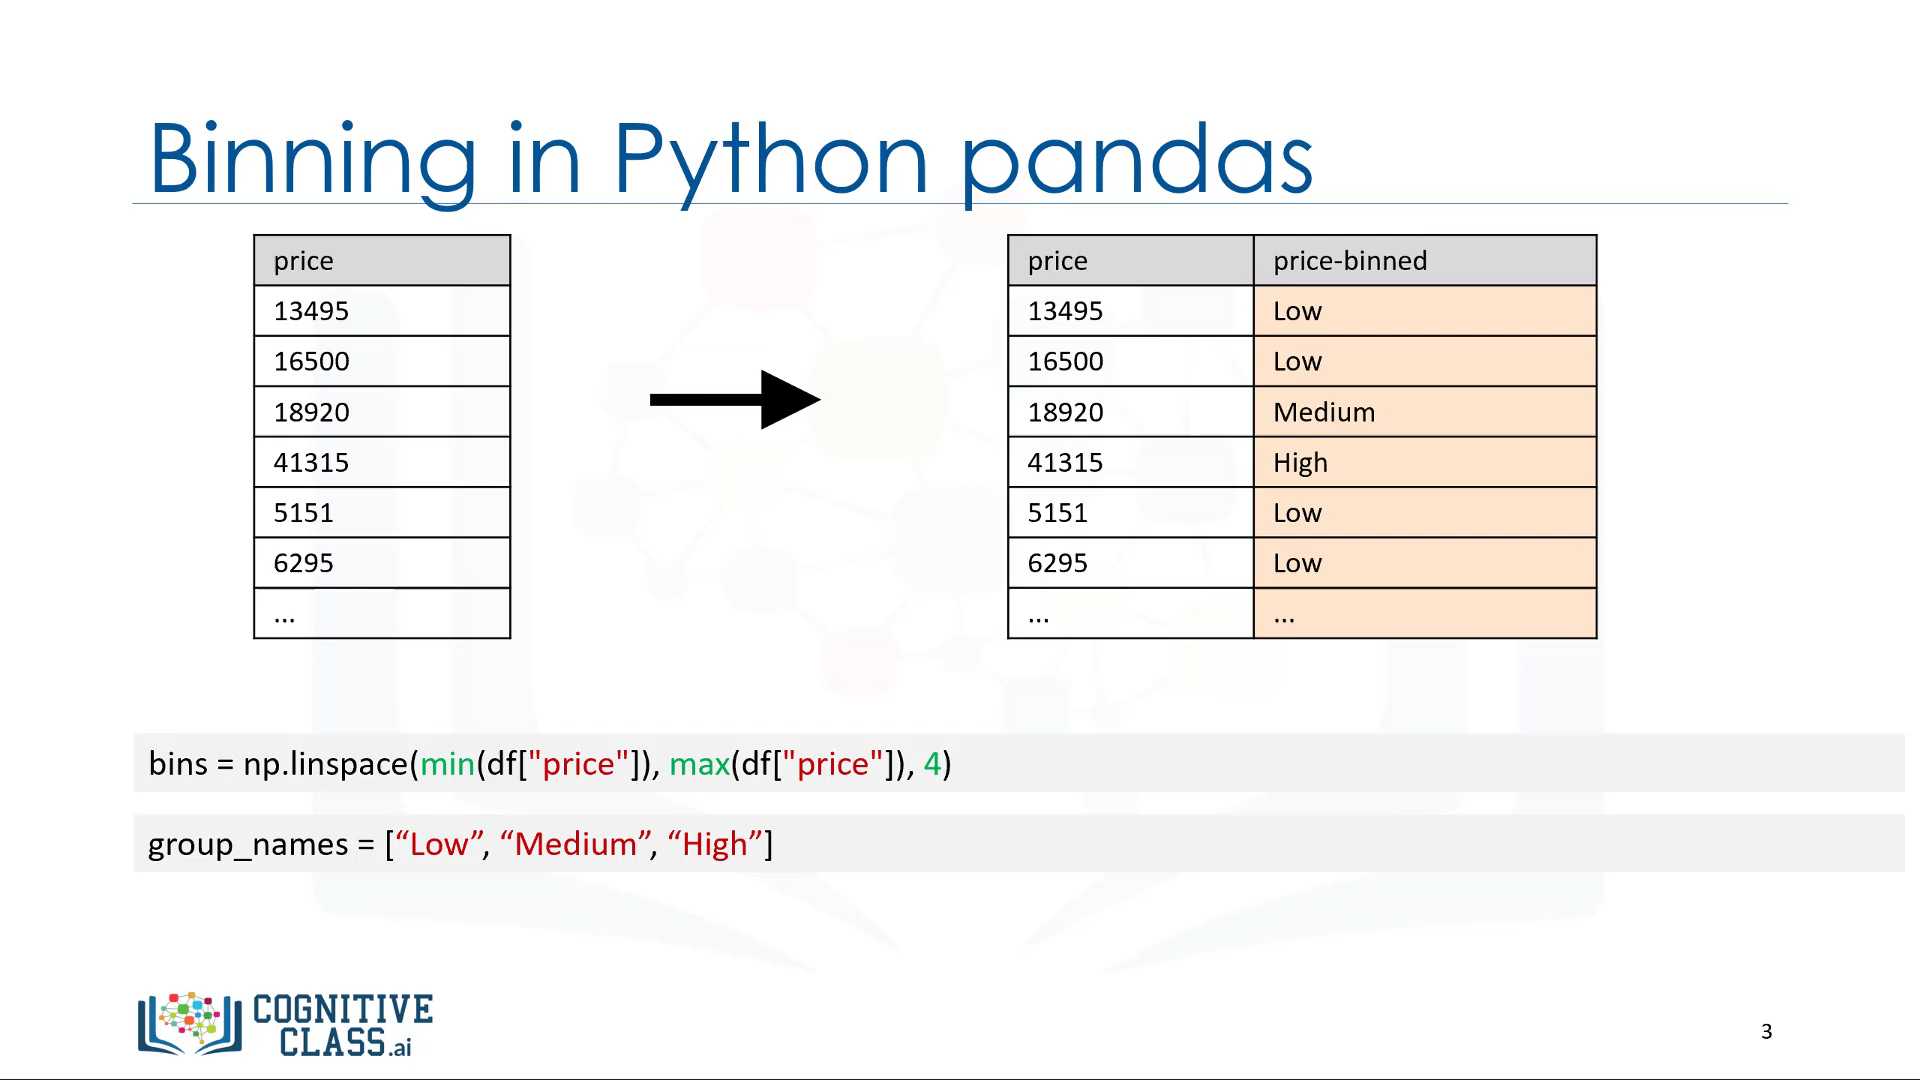 Binning in Python pandas
price
13495
16500
18920
41315
5151
6295
...
price price-binned
13495 Low
16500 Low
18920 Medium
41315 High
5151 Low
6295 Low
... ...
bins = np.linspace(min(df["price"]), max(df["price"]), 4)
group_names = [“Low”, “Medium”, “High”]
COGNITIVE
CLASS.ai
3